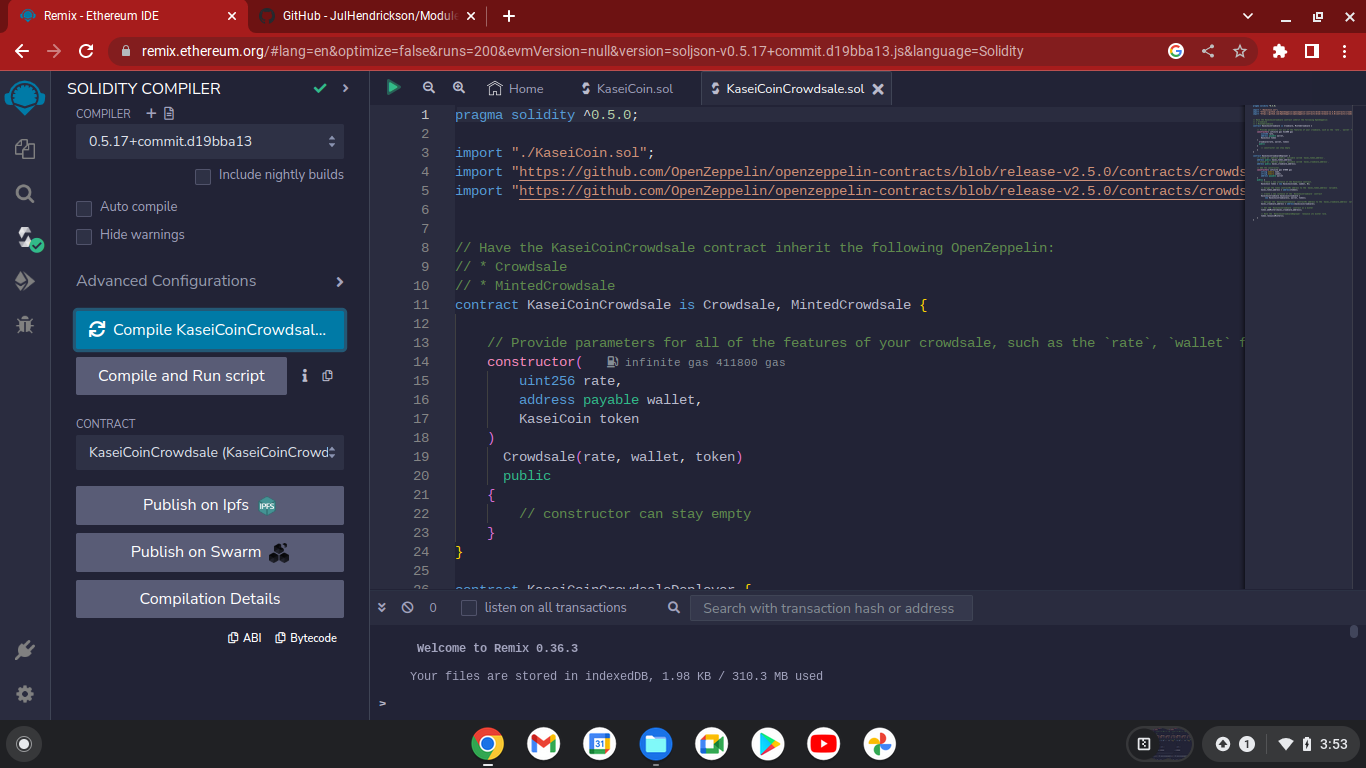 Remix - Ethereum IDE
GitHub - JulHendrickson/Module
remix.ethereum.org/#lang=en&optimize=false&runs=200&evmVersion=null&version=soljson-v0.5.17+commit.d19bba13.js&language=Solidity
SOLIDITY COMPILER
COMPILER
0.5.17+commit.d19bba13
Include nightly builds
Auto compile
Hide warnings
Advanced Configurations
Compile KaseiCoinCrowdsal...
Compile and Run script
CONTRACT
KaseiCoinCrowdsale (KaseiCoinCrowd
Publish on Ipfs IPFS
Publish on Swarm
Compilation Details
ABI Bytecode
Home KaseiCoin.sol KaseiCoinCrowdsale.sol
1 pragma solidity ^0.5.0;
2
3 import "./KaseiCoin.sol";
4 import "https://github.com/OpenZeppelin/openzeppelin-contracts/blob/release-v2.5.0/contracts/crowds
5 import "https://github.com/OpenZeppelin/openzeppelin-contracts/blob/release-v2.5.0/contracts/crowds
6
7
8 // Have the KaseiCoinCrowdsale contract inherit the following OpenZeppelin:
9 // * Crowdsale
10 // * MintedCrowdsale
11 contract KaseiCoinCrowdsale is Crowdsale, MintedCrowdsale {
12
13 // Provide parameters for all of the features of your crowdsale, such as the `rate`, `wallet` f
14 constructor( infinite gas 411800 gas
15 uint256 rate,
16 address payable wallet,
17 KaseiCoin token
18 )
19 Crowdsale(rate, wallet, token)
20 public
21 {
22 // constructor can stay empty
23 }
24 }
25
26 contract KaseiCoinCrowdsaleDeployer {
0 listen on all transactions Search with transaction hash or address
Welcome to Remix 0.36.3
Your files are stored in indexedDB, 1.98 KB / 310.3 MB used
>
31
1 3:53